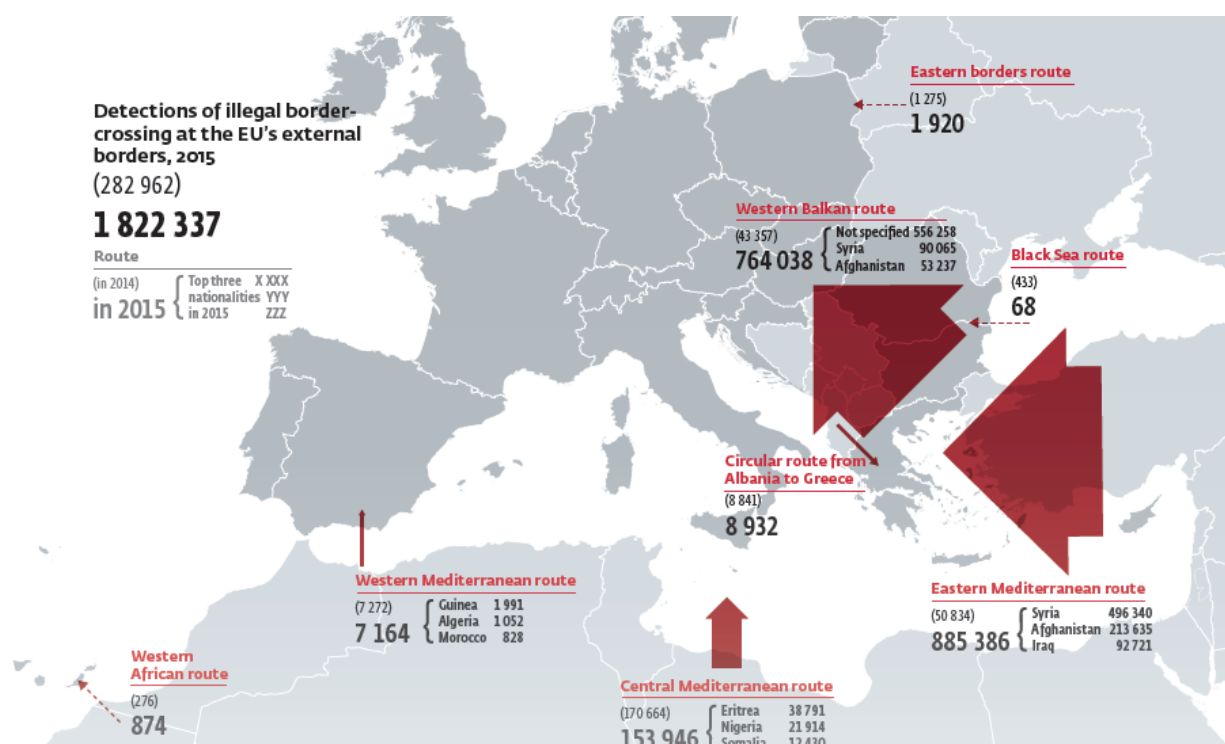 Detections of illegal border-
crossing at the EU's external
borders, 2015
(282 962)
1 822 337
Route
(in 2014)
in 2015
Top three X XXX
nationalities YYY
in 2015 ZZZ
Eastern borders route
(1 275)
1 920
Western Balkan route
(43 357)
764 038
Not specified 556 258
Syria 90 065
Afghanistan 53 237
Black Sea route
(433)
68
Circular route from
Albania to Greece
(8 841)
8 932
Western Mediterranean route
(7 272)
7 164
Guinea 1 991
Algeria 1 052
Morocco 828
Eastern Mediterranean route
(50 834)
885 386
Syria 496 340
Afghanistan 213 635
Iraq 92 721
Western
African route
(276)
874
Central Mediterranean route
(170 664)
153 946
Eritrea 38 791
Nigeria 21 914
Somalia 12 430